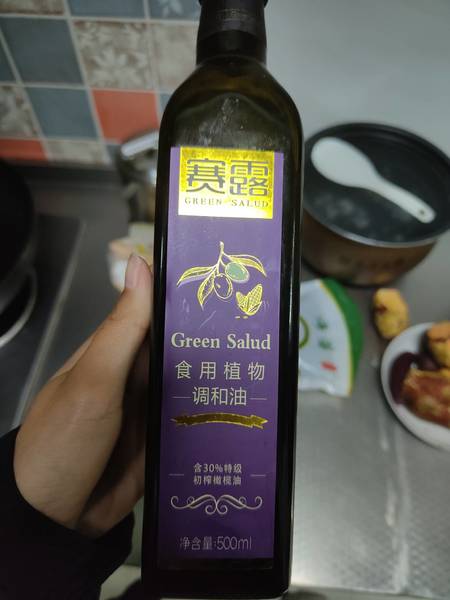 赛露
GREEN SALUD
Green Salud
食用植物
调和油
含30%特级
初榨橄榄油
净含量:500ml